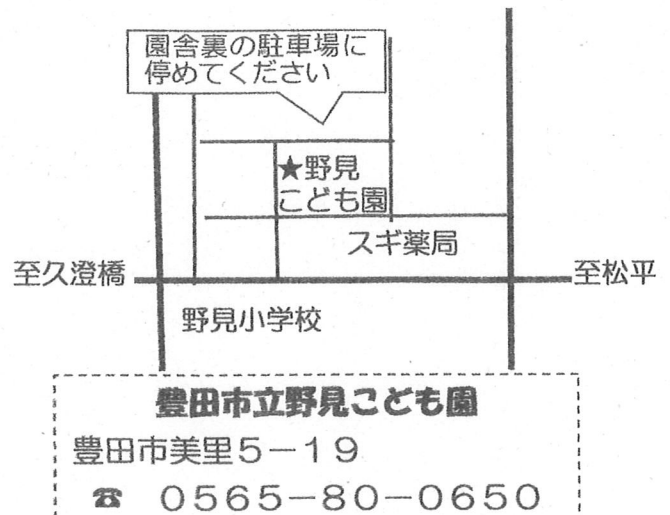 園舎裏の駐車場に
停めてください
★野見
こども園
スギ薬局
至久澄橋
至松平
野見小学校
豊田市立野見こども園
豊田市美里5－19
☎ 0565－80－0650